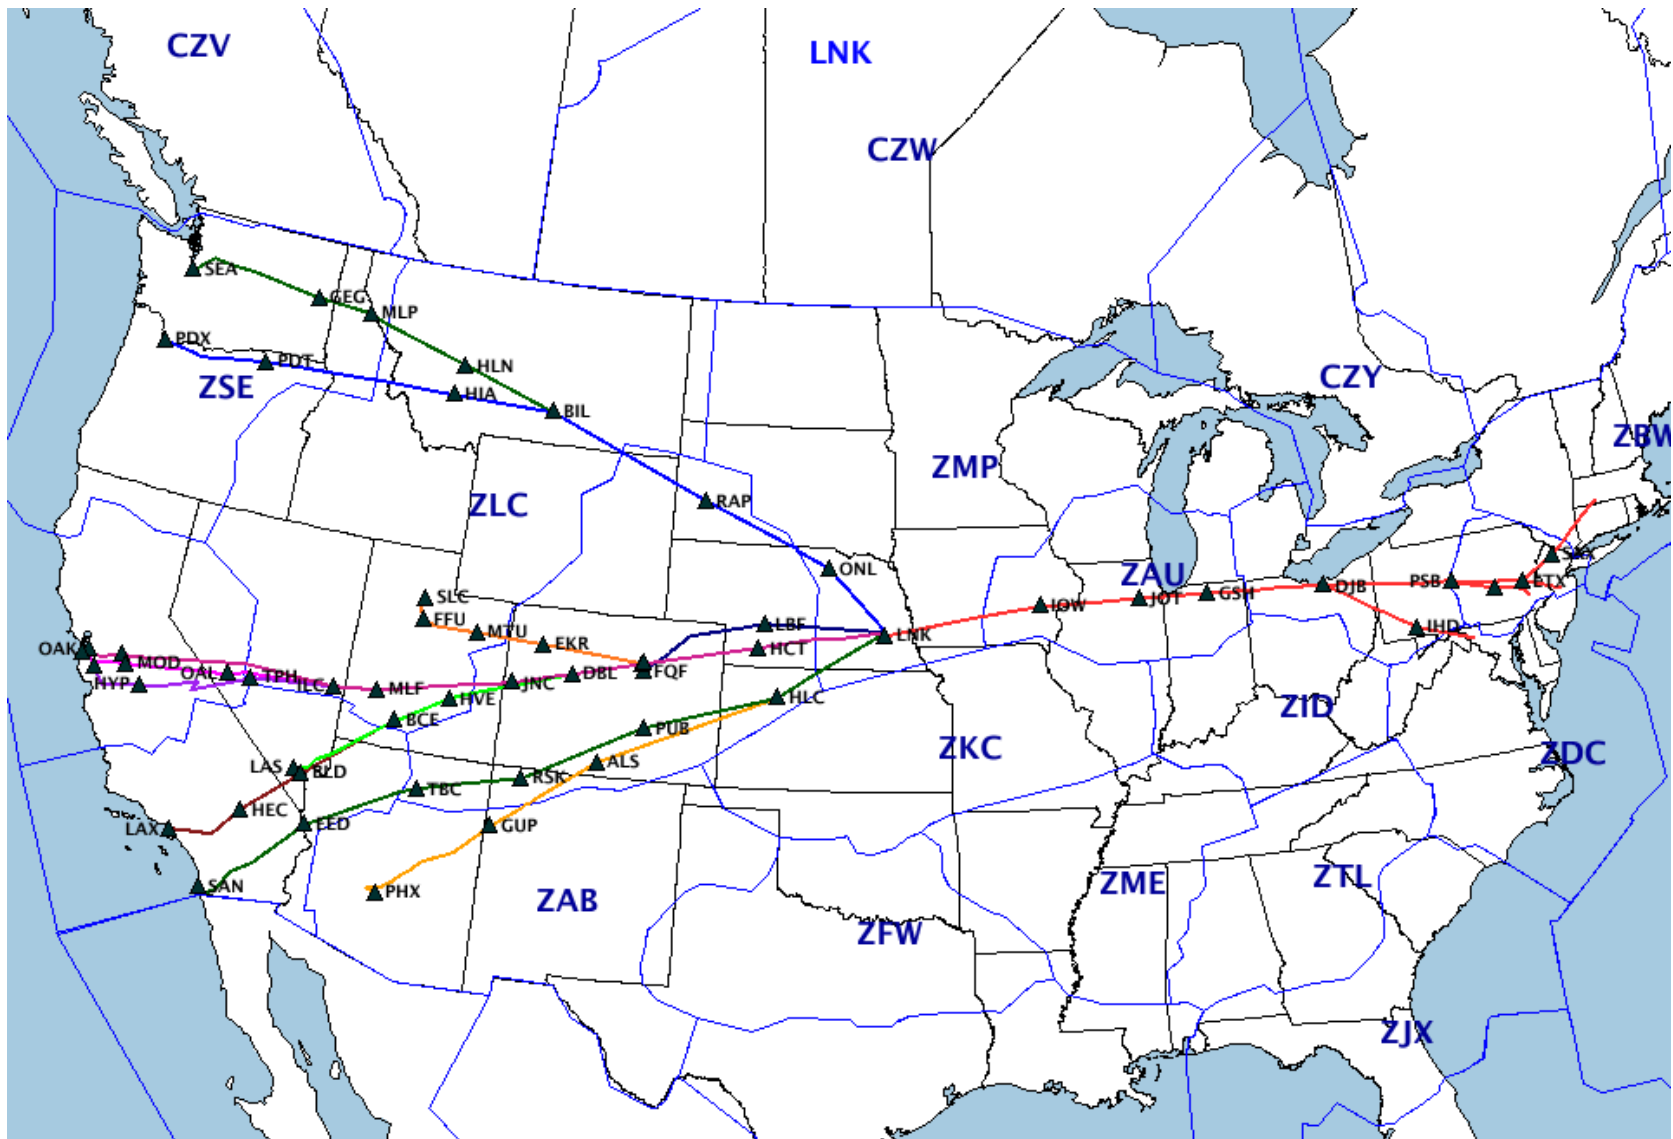 CZV
LNK
CZW
SEA
GEG
MLP
PDX
PDT
HLN
ZSE
HIA
BIL
CZY
ZBW
ZMP
ZLC
RAP
ONL
SAX
ZAU
PSB
ETX
DJB
GSH
JOT
IOW
SLC
FFU
MTU
EKR
LBF
LNK
IHD
OAK
MOD
OAL
TPH
ILC
MLF
JNC
DBL
FQF
HCT
HYP
HVE
HLC
BCE
PUB
ZID
ZKC
ZDC
LAS
BLD
ALS
RSK
TBC
HEC
LAX
EED
GUP
SAN
PHX
ZAB
ZME
ZTL
ZFW
ZJX